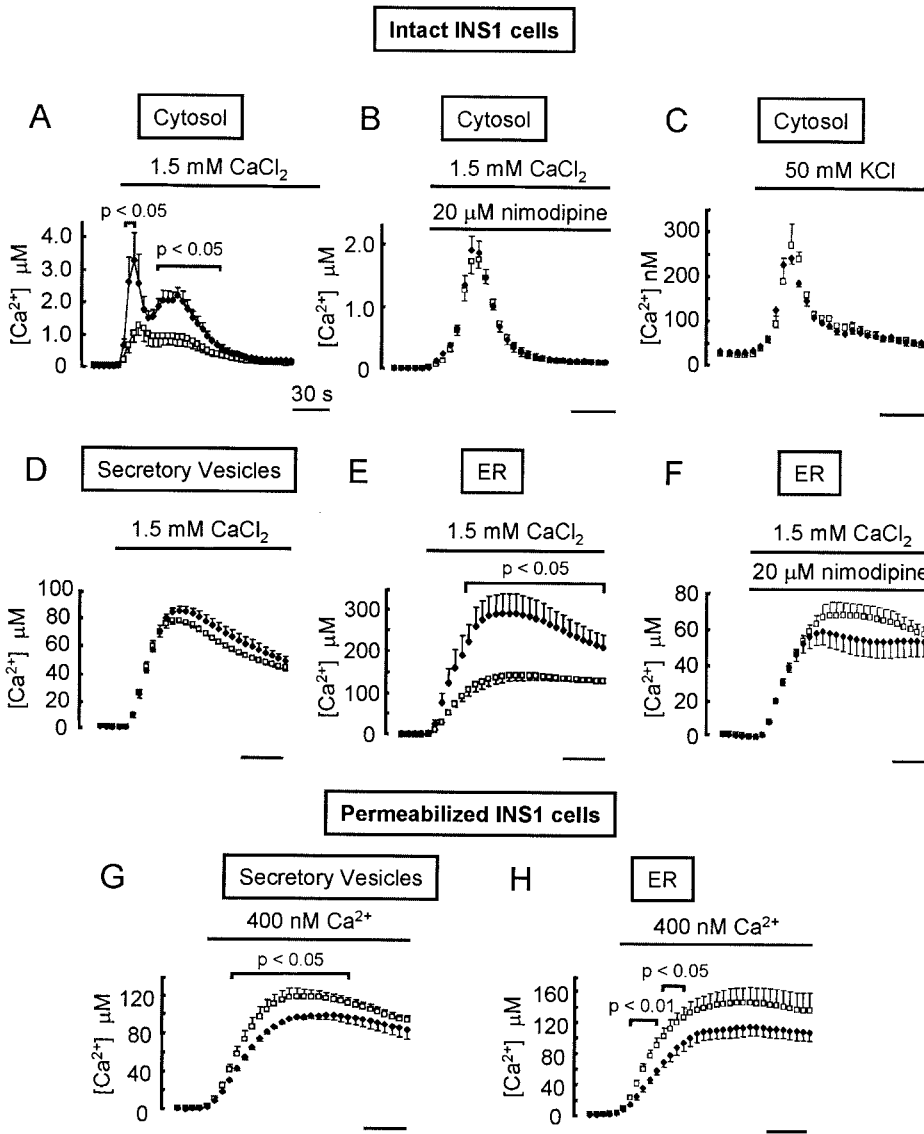 Intact INS1 cells
A
Cytosol
1.5 mM CaCl₂
p < 0.05
p < 0.05
[Ca²⁺] µM
4.0
3.0
2.0
1.0
0
30 s
B
Cytosol
1.5 mM CaCl₂
20 µM nimodipine
[Ca²⁺] µM
2.0
1.0
0
C
Cytosol
50 mM KCl
[Ca²⁺] nM
300
200
100
0
D
Secretory Vesicles
1.5 mM CaCl₂
[Ca²⁺] µM
100
80
60
40
20
0
E
ER
1.5 mM CaCl₂
p < 0.05
[Ca²⁺] µM
300
200
100
0
F
ER
1.5 mM CaCl₂
20 µM nimodipine
[Ca²⁺] µM
80
60
40
20
0
Permeabilized INS1 cells
G
Secretory Vesicles
400 nM Ca²⁺
p < 0.05
[Ca²⁺] µM
120
80
40
0
H
ER
400 nM Ca²⁺
p < 0.05
p < 0.01
[Ca²⁺] µM
160
120
80
40
0